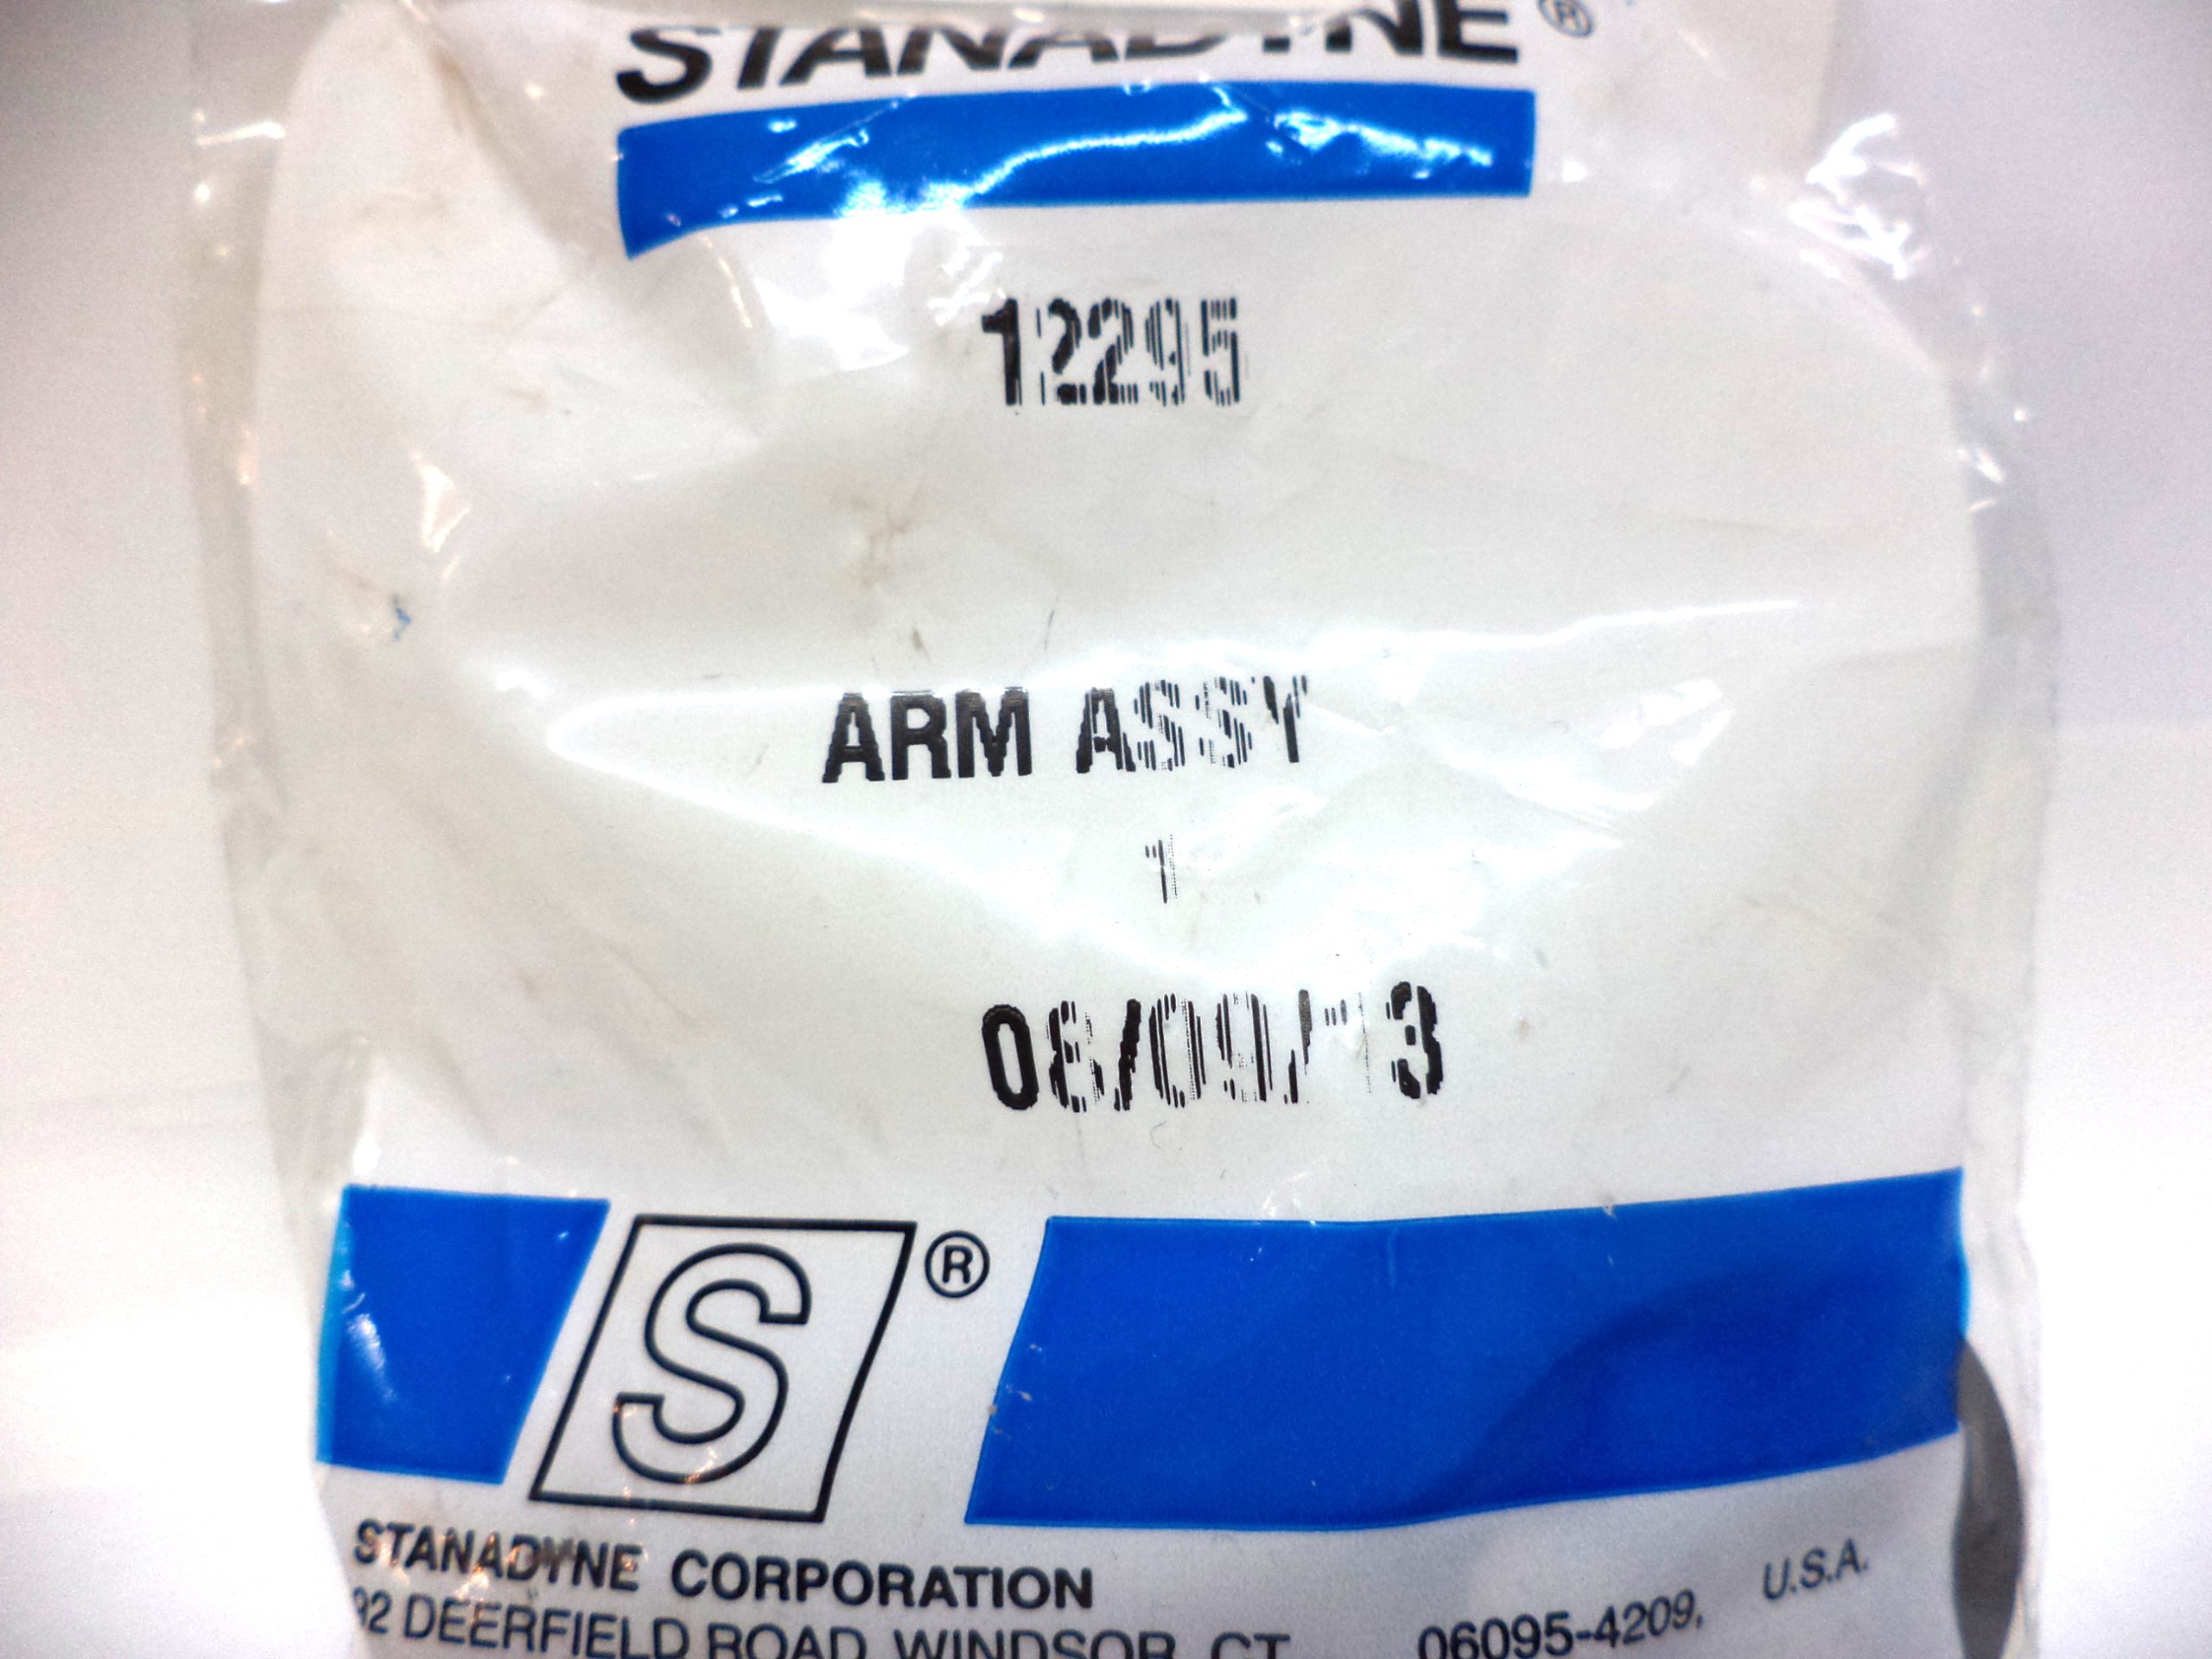 STANADYNE ®
12295
ARM ASSY
1
08/09/13
S ®
STANADYNE CORPORATION
92 DEERFIELD ROAD, WINDSOR, CT 06095-4209, U.S.A.